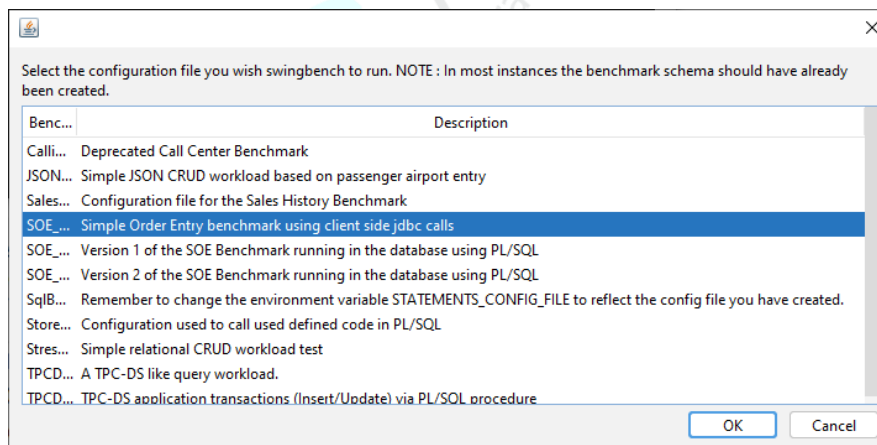 Select the configuration file you wish swingbench to run. NOTE : In most instances the benchmark schema should have already
been created.
Benc... Description
Calli... Deprecated Call Center Benchmark
JSON... Simple JSON CRUD workload based on passenger airport entry
Sales... Configuration file for the Sales History Benchmark
SOE_... Simple Order Entry benchmark using client side jdbc calls
SOE_... Version 1 of the SOE Benchmark running in the database using PL/SQL
SOE_... Version 2 of the SOE Benchmark running in the database using PL/SQL
SqlB... Remember to change the environment variable STATEMENTS_CONFIG_FILE to reflect the config file you have created.
Store... Configuration used to call used defined code in PL/SQL
Stres... Simple relational CRUD workload test
TPCD... A TPC-DS like query workload.
TPCD... TPC-DS application transactions (Insert/Update) via PL/SQL procedure
OK Cancel